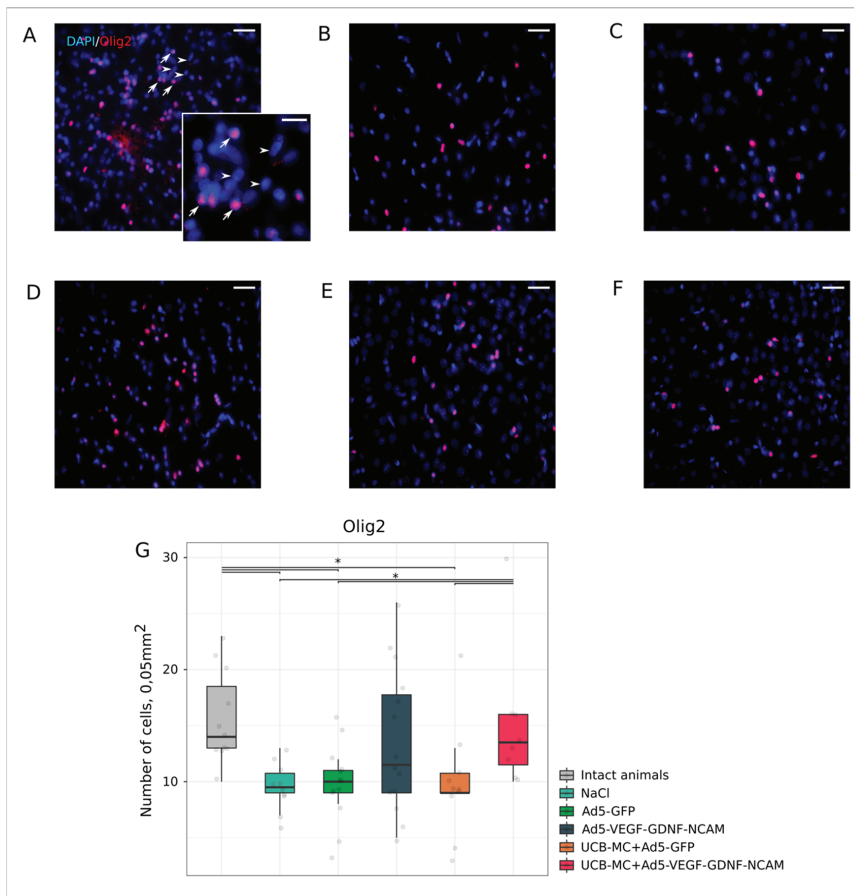 A
DAPI/Olig2
B
C
D
E
F
G
Olig2
Number of cells, 0,05mm²
30
20
10
*
*
Intact animals
NaCl
Ad5-GFP
Ad5-VEGF-GDNF-NCAM
UCB-MC+Ad5-GFP
UCB-MC+Ad5-VEGF-GDNF-NCAM